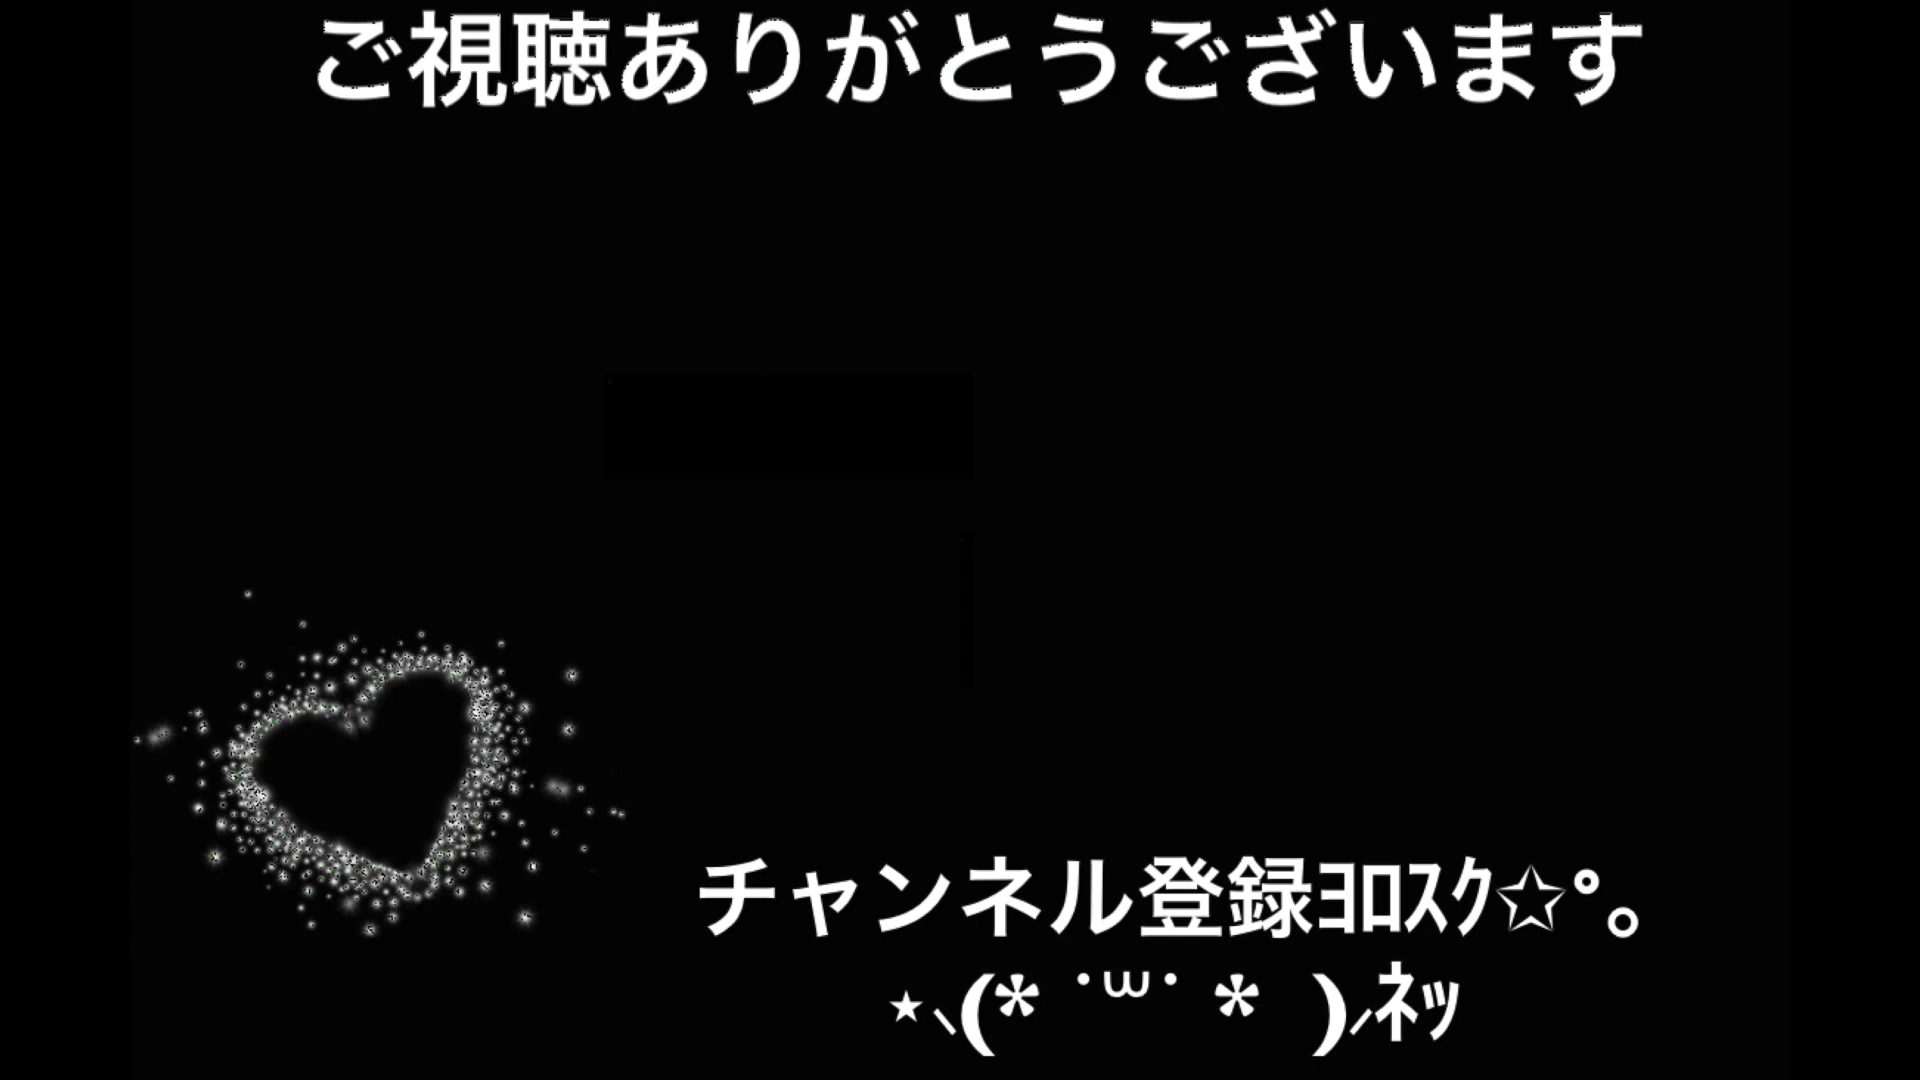 ご視聴ありがとうございます
チャンネル登録ﾖﾛｽｸ✩°。
⋆⸜(* ॑꒳ ॑* )⸝ﾈｯ